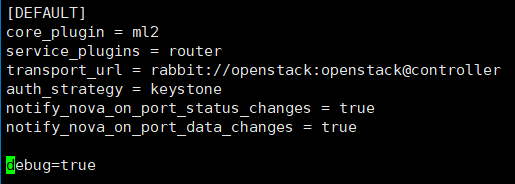 [DEFAULT]
core_plugin = ml2
service_plugins = router
transport_url = rabbit://openstack:openstack@controller
auth_strategy = keystone
notify_nova_on_port_status_changes = true
notify_nova_on_port_data_changes = true
debug=true